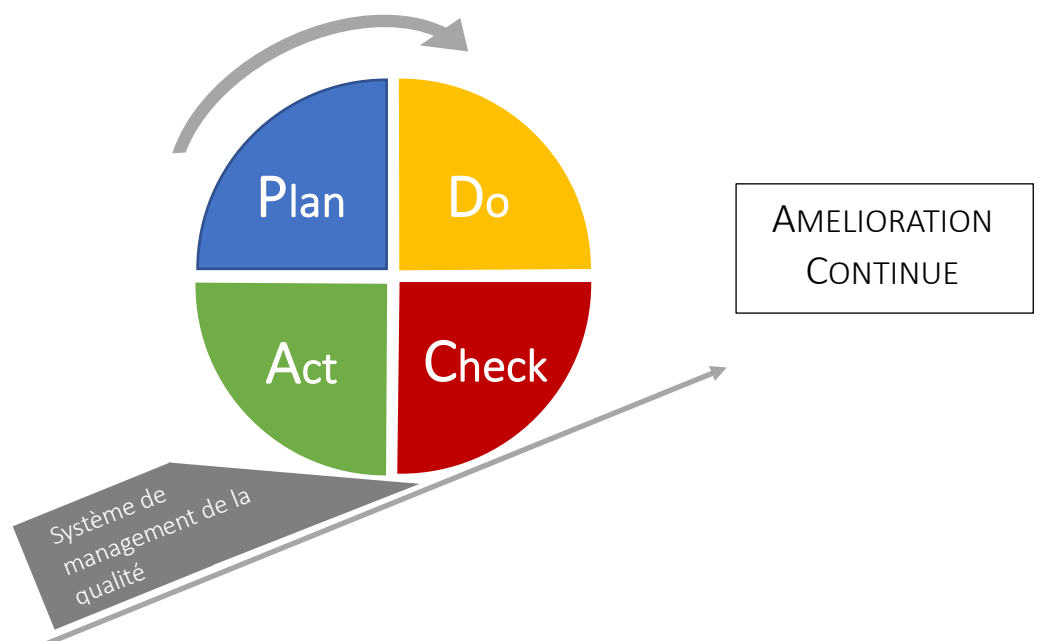 Plan
Do
Act
Check
AMELIORATION
CONTINUE
Système de
management de la
qualité